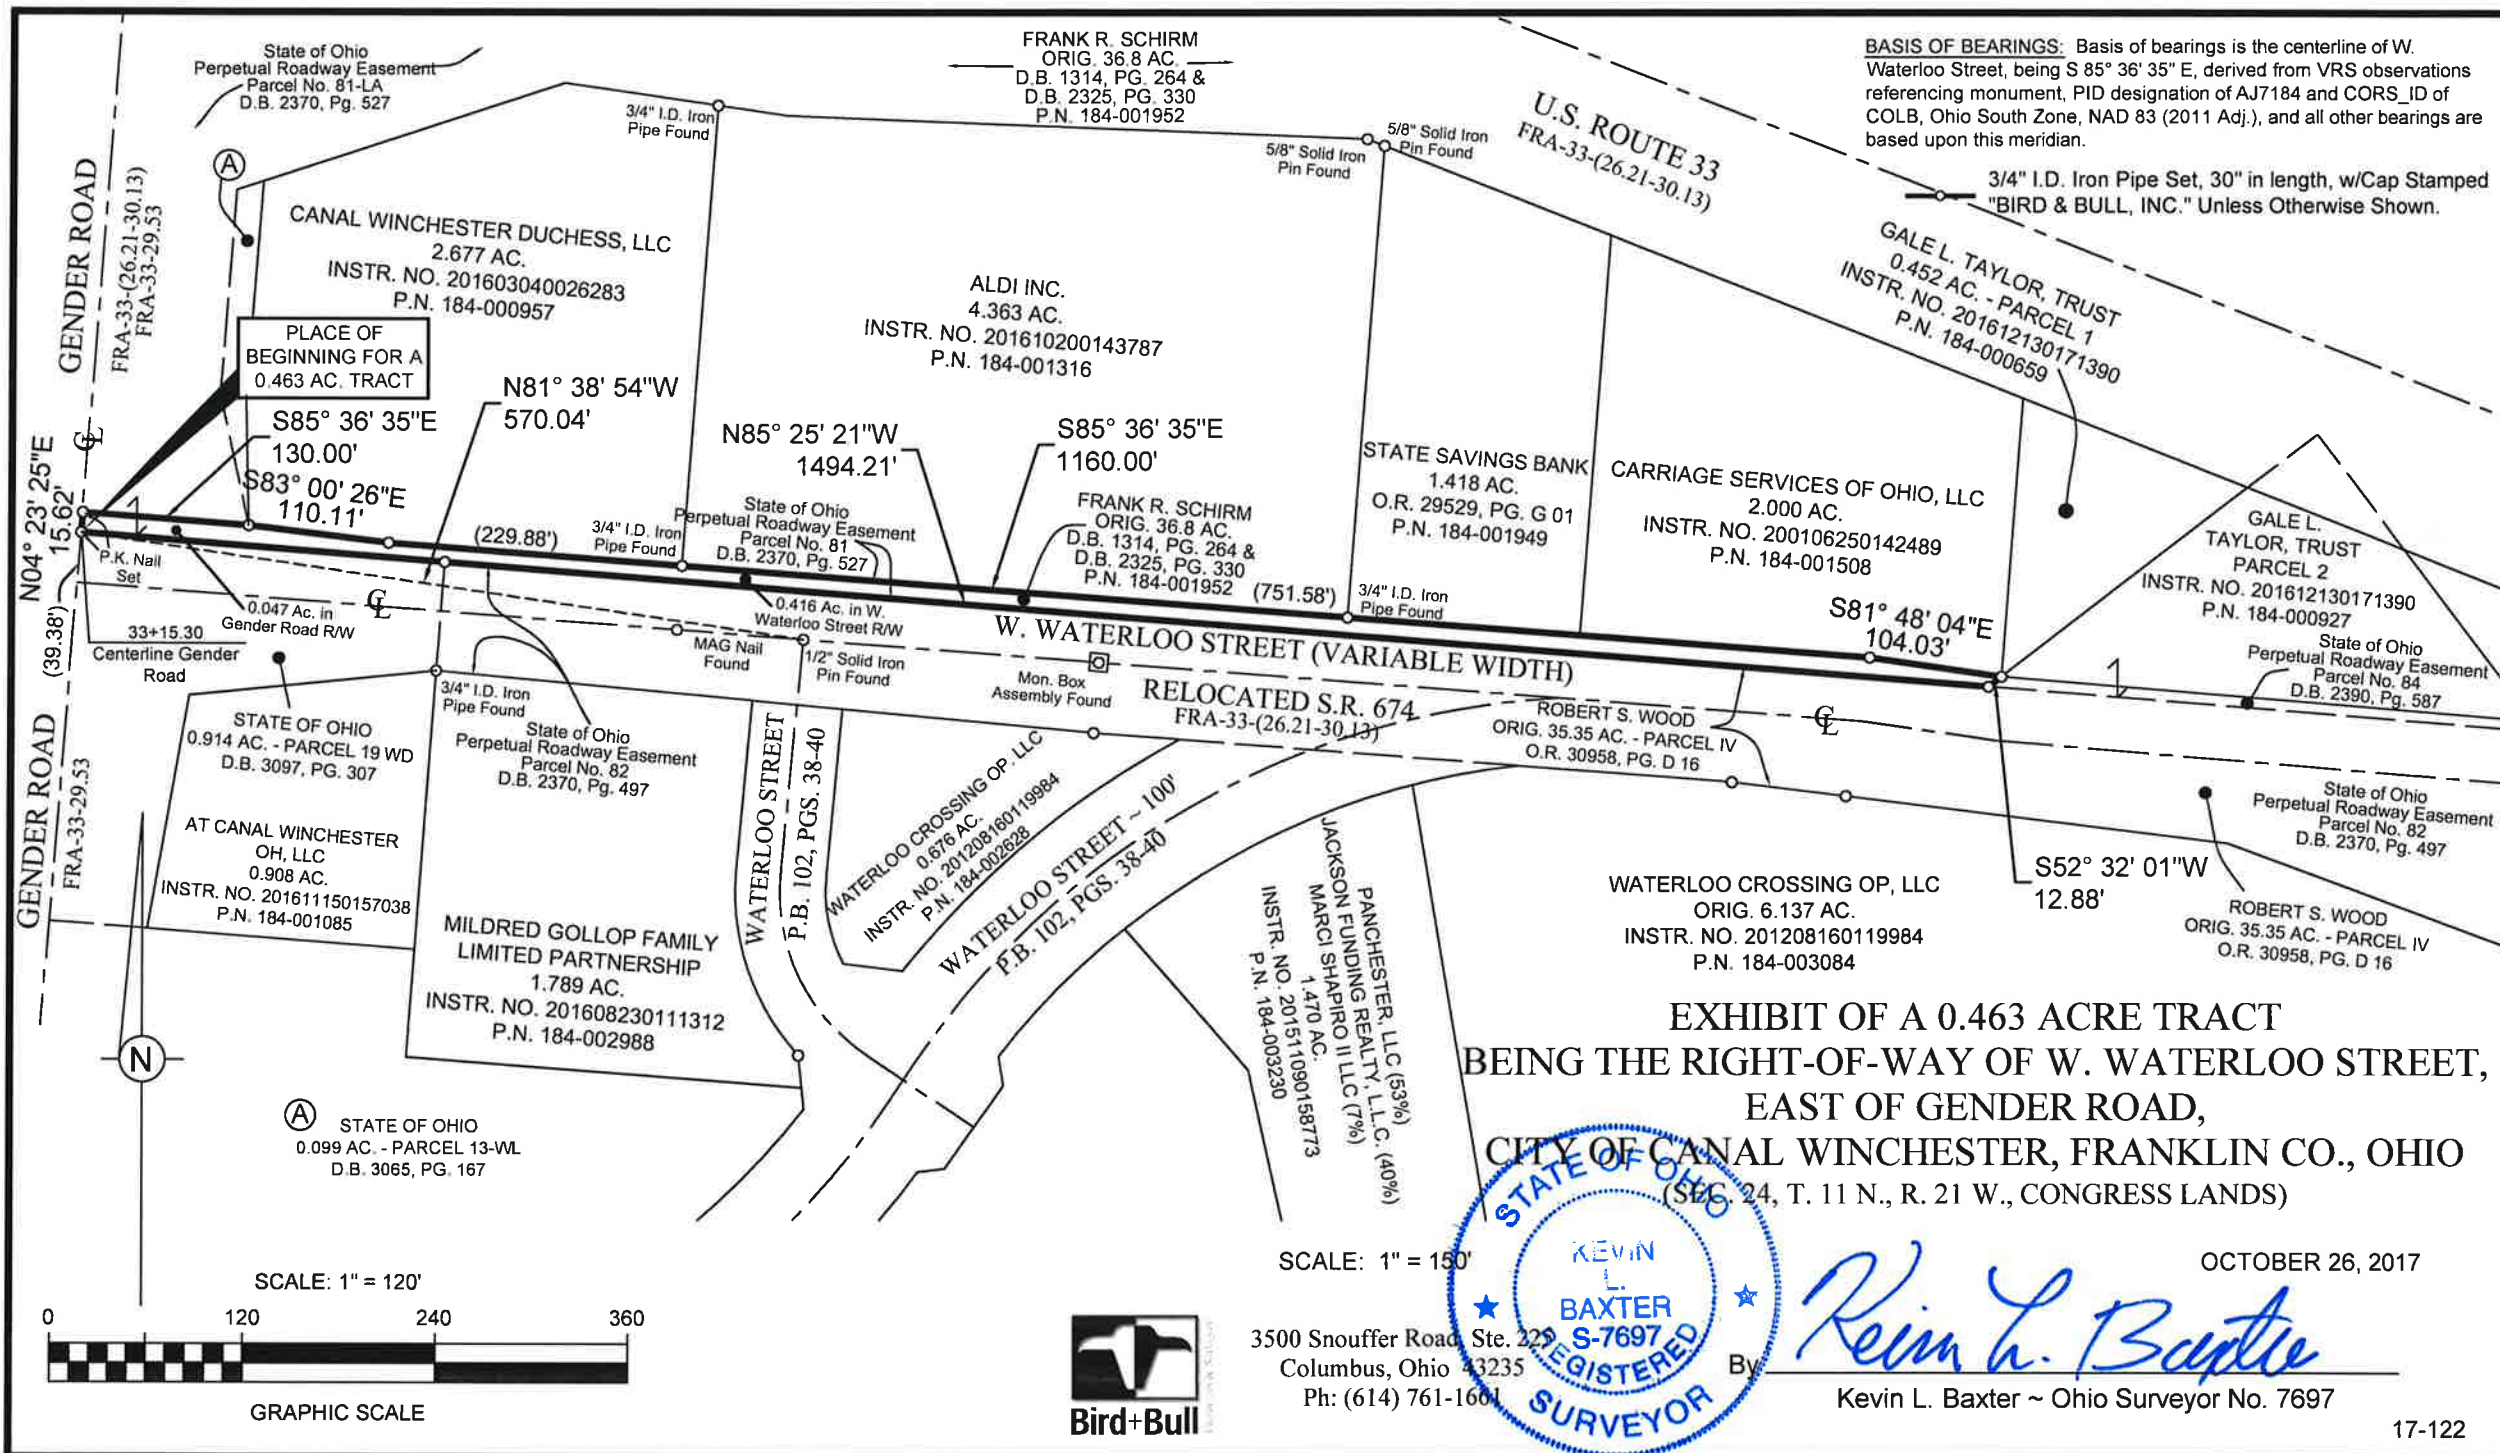 State of Ohio
Perpetual Roadway Easement
Parcel No. 81-LA
D.B. 2370, Pg. 527
FRANK R. SCHIRM
ORIG. 36.8 AC.
D.B. 1314, PG. 264 &
D.B. 2325, PG. 330
P.N. 184-001952
BASIS OF BEARINGS: Basis of bearings is the centerline of W.
Waterloo Street, being S 85° 36' 35" E, derived from VRS observations
referencing monument, PID designation of AJ7184 and CORS_ID of
COLB, Ohio South Zone, NAD 83 (2011 Adj.), and all other bearings are
based upon this meridian.
3/4" I.D. Iron Pipe Set, 30" in length, w/Cap Stamped
"BIRD & BULL, INC." Unless Otherwise Shown.
3/4" I.D. Iron
Pipe Found
5/8" Solid Iron
Pin Found
5/8" Solid Iron
Pin Found
U.S. ROUTE 33
FRA-33-(26.21-30.13)
A
GENDER ROAD
FRA-33-(26.21-30.13)
FRA-33-29.53
CANAL WINCHESTER DUCHESS, LLC
2.677 AC.
INSTR. NO. 201603040026283
P.N. 184-000957
ALDI INC.
4.363 AC.
INSTR. NO. 201610200143787
P.N. 184-001316
GALE L. TAYLOR, TRUST
0.452 AC. - PARCEL 1
INSTR. NO. 201612130171390
P.N. 184-000659
PLACE OF
BEGINNING FOR A
0.463 AC. TRACT
N81° 38' 54"W
570.04'
S85° 36' 35"E
130.00'
S83° 00' 26"E
110.11'
N85° 25' 21"W
1494.21'
S85° 36' 35"E
1160.00'
STATE SAVINGS BANK
1.418 AC.
O.R. 29529, PG. G 01
P.N. 184-001949
CARRIAGE SERVICES OF OHIO, LLC
2.000 AC.
INSTR. NO. 200106250142489
P.N. 184-001508
GALE L.
TAYLOR, TRUST
PARCEL 2
INSTR. NO. 201612130171390
P.N. 184-000927
N04° 23' 25"E
15.62'
(39.38')
P.K. Nail
Set
(229.88')
3/4" I.D. Iron
Pipe Found
State of Ohio
Perpetual Roadway Easement
Parcel No. 81
D.B. 2370, Pg. 527
FRANK R. SCHIRM
ORIG. 36.8 AC.
D.B. 1314, PG. 264 &
D.B. 2325, PG. 330
P.N. 184-001952
(751.58')
3/4" I.D. Iron
Pipe Found
S81° 48' 04"E
104.03'
State of Ohio
Perpetual Roadway Easement
Parcel No. 84
D.B. 2390, Pg. 587
0.047 Ac. in
Gender Road R/W
0.416 Ac. in W.
Waterloo Street R/W
33+15.30
Centerline Gender
Road
MAG Nail
Found
1/2" Solid Iron
Pin Found
W. WATERLOO STREET (VARIABLE WIDTH)
Mon. Box
Assembly Found
RELOCATED S.R. 674
FRA-33-(26.21-30.13)
ROBERT S. WOOD
ORIG. 35.35 AC. - PARCEL IV
O.R. 30958, PG. D 16
3/4" I.D. Iron
Pipe Found
STATE OF OHIO
0.914 AC. - PARCEL 19 WD
D.B. 3097, PG. 307
State of Ohio
Perpetual Roadway Easement
Parcel No. 82
D.B. 2370, Pg. 497
GENDER ROAD
FRA-33-29.53
WATERLOO STREET
P.B. 102, PGS. 38-40
WATERLOO CROSSING OP. LLC
0.676 AC.
INSTR. NO. 201208160119984
P.N. 184-002628
WATERLOO STREET ~ 100'
P.B. 102, PGS. 38-40
State of Ohio
Perpetual Roadway Easement
Parcel No. 82
D.B. 2370, Pg. 497
AT CANAL WINCHESTER
OH, LLC
0.908 AC.
INSTR. NO. 201611150157038
P.N. 184-001085
S52° 32' 01"W
12.88'
WATERLOO CROSSING OP, LLC
ORIG. 6.137 AC.
INSTR. NO. 201208160119984
P.N. 184-003084
ROBERT S. WOOD
ORIG. 35.35 AC. - PARCEL IV
O.R. 30958, PG. D 16
MILDRED GOLLOP FAMILY
LIMITED PARTNERSHIP
1.789 AC.
INSTR. NO. 201608230111312
P.N. 184-002988
PANCHESTER, LLC (53%)
JACKSON FUNDING REALTY, L.L.C. (40%)
MARCI SHAPIRO II LLC (7%)
1.470 AC.
INSTR. NO. 201511090158773
P.N. 184-003230
N
A
STATE OF OHIO
0.099 AC. - PARCEL 13-WL
D.B. 3065, PG. 167
EXHIBIT OF A 0.463 ACRE TRACT
BEING THE RIGHT-OF-WAY OF W. WATERLOO STREET,
EAST OF GENDER ROAD,
CITY OF CANAL WINCHESTER, FRANKLIN CO., OHIO
(SEC. 24, T. 11 N., R. 21 W., CONGRESS LANDS)
SCALE: 1" = 120'
0 120 240 360
GRAPHIC SCALE
Bird+Bull
SCALE: 1" = 150'
3500 Snouffer Road, Ste. 225
Columbus, Ohio 43235
Ph: (614) 761-1661
STATE OF OHIO
KEVIN
L.
BAXTER
S-7697
REGISTERED
SURVEYOR
OCTOBER 26, 2017
By Kevin L. Baxter
Kevin L. Baxter ~ Ohio Surveyor No. 7697
17-122